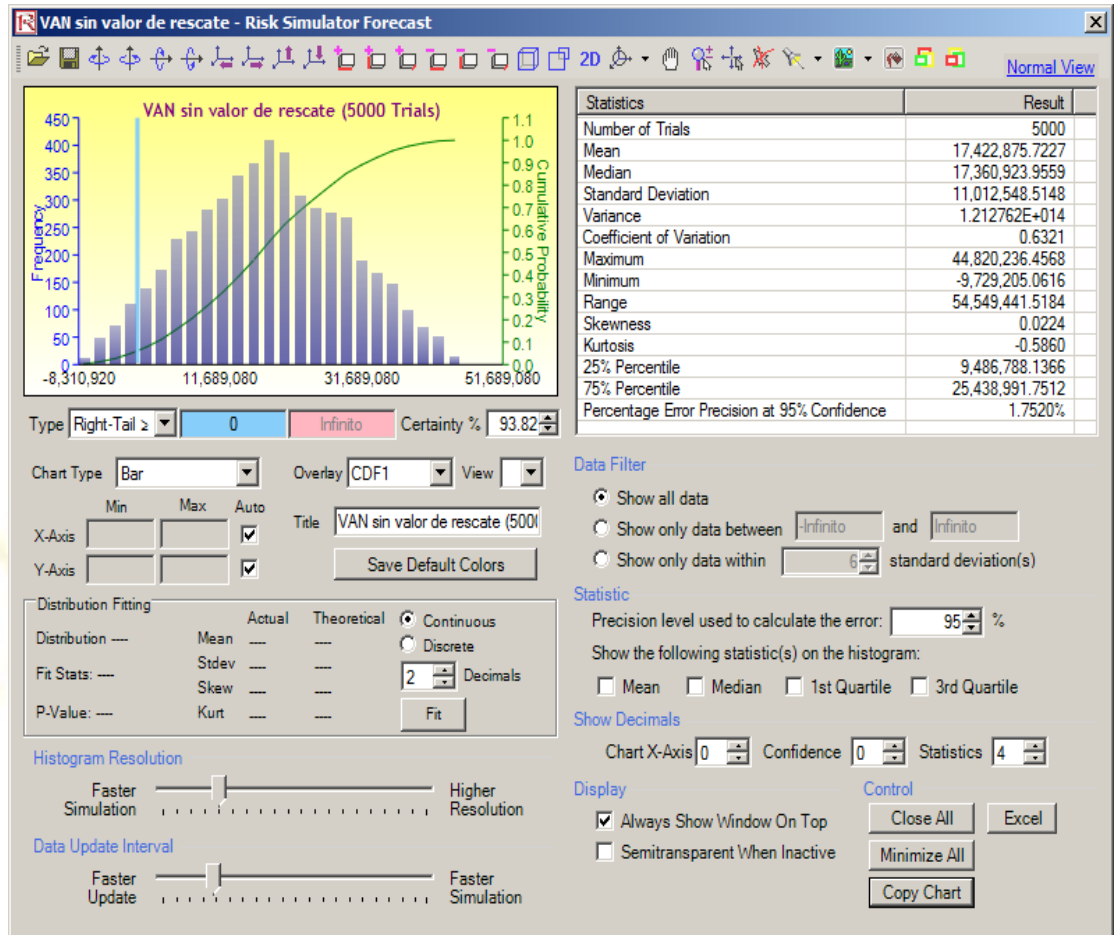 VAN sin valor de rescate - Risk Simulator Forecast
2D
Normal View
VAN sin valor de rescate (5000 Trials)
450
400
350
300
250
200
150
100
50
0
Frequency
1.1
1.0
0.9
0.8
0.7
0.6
0.5
0.4
0.3
0.2
0.1
0.0
Cumulative Probability
-8,310,920 11,689,080 31,689,080 51,689,080
Statistics Result
Number of Trials 5000
Mean 17,422,875.7227
Median 17,360,923.9559
Standard Deviation 11,012,548.5148
Variance 1.212762E+014
Coefficient of Variation 0.6321
Maximum 44,820,236.4568
Minimum -9,729,205.0616
Range 54,549,441.5184
Skewness 0.0224
Kurtosis -0.5860
25% Percentile 9,486,788.1366
75% Percentile 25,438,991.7512
Percentage Error Precision at 95% Confidence 1.7520%
Type Right-Tail ≥ 0 Infinito Certainty % 93.82
Chart Type Bar Overlay CDF1 View
Min Max Auto
X-Axis
Y-Axis
Title VAN sin valor de rescate (500(
Save Default Colors
Distribution Fitting
Actual Theoretical
Continuous
Discrete
Distribution ---- Mean ---- ----
Stdev ---- ----
Fit Stats: ---- Skew ---- ----
2 Decimals
P-Value: ---- Kurt ---- ----
Fit
Histogram Resolution
Faster Simulation
Higher Resolution
Data Update Interval
Faster Update
Faster Simulation
Data Filter
Show all data
Show only data between -Infinito and Infinito
Show only data within 6 standard deviation(s)
Statistic
Precision level used to calculate the error: 95 %
Show the following statistic(s) on the histogram:
Mean Median 1st Quartile 3rd Quartile
Show Decimals
Chart X-Axis 0 Confidence 0 Statistics 4
Display
Always Show Window On Top
Semitransparent When Inactive
Control
Close All Excel
Minimize All
Copy Chart